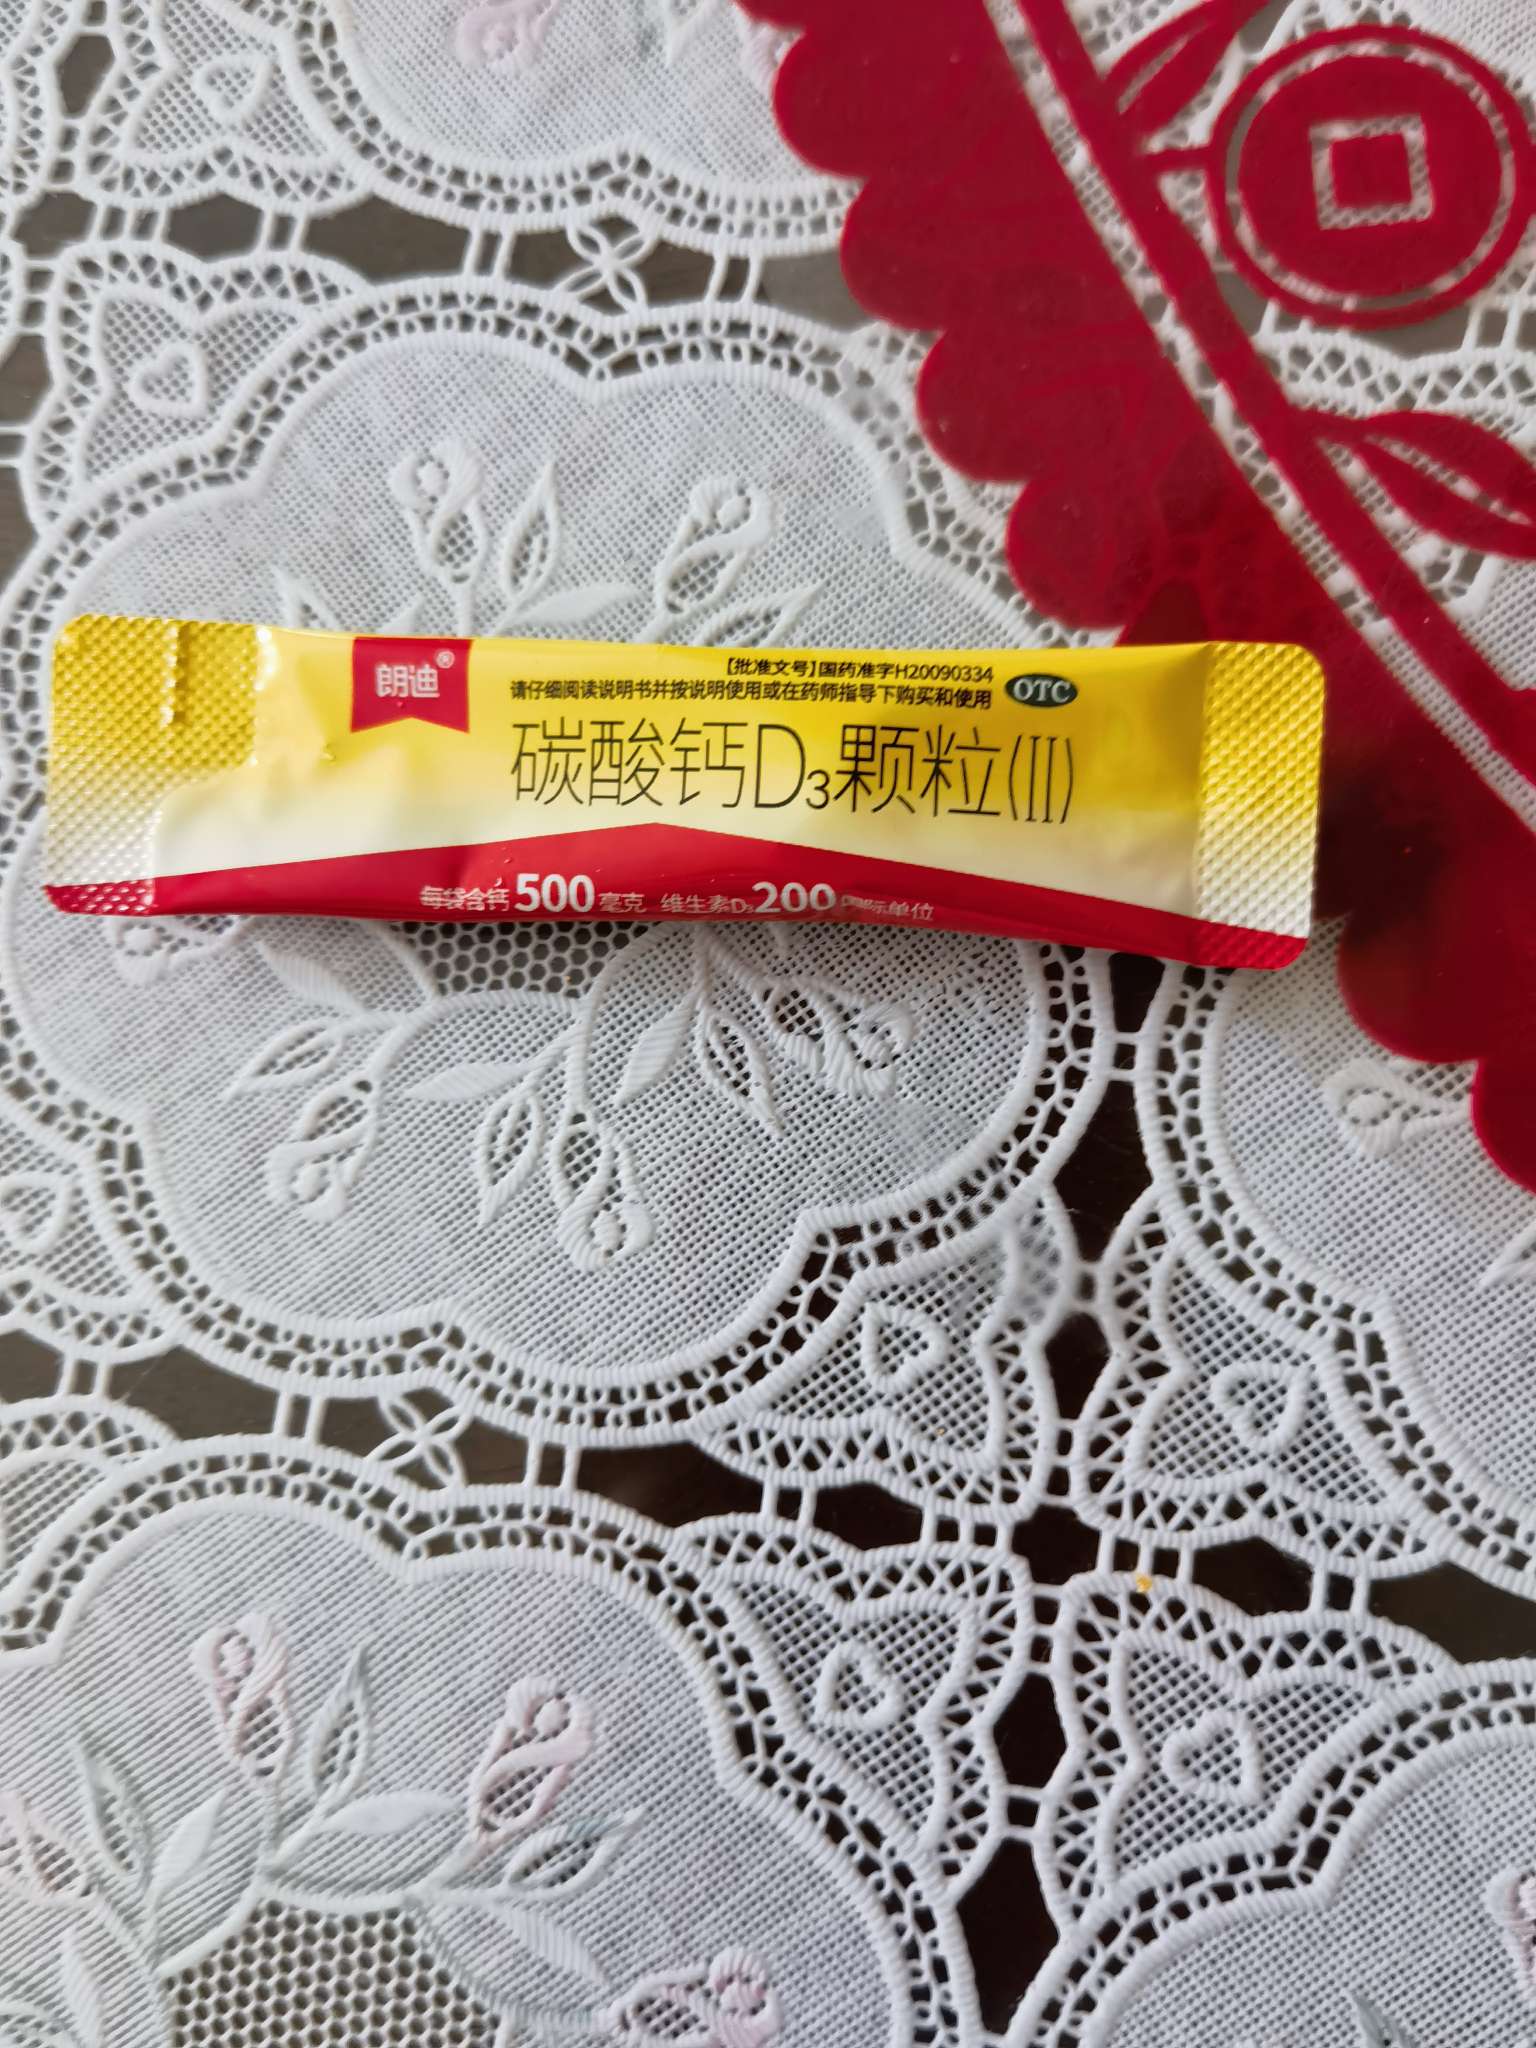 朗迪®
【批准文号】国药准字H20090334
请仔细阅读说明书并按说明使用或在药师指导下购买和使用
OTC
碳酸钙D₃颗粒(II)
每袋含钙500毫克 维生素D₃200国际单位